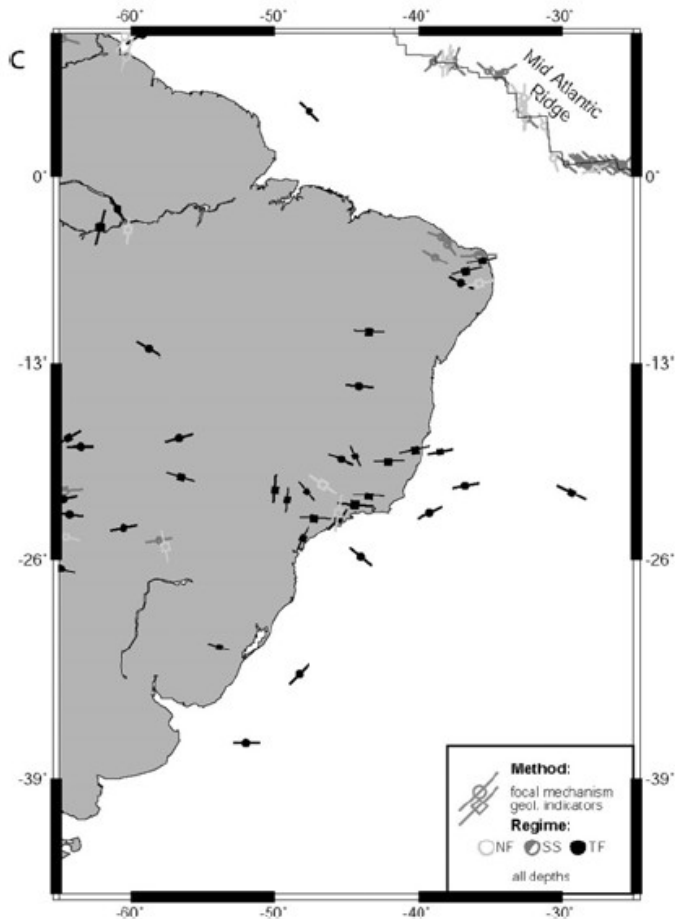 -60˚ -50˚ -40˚ -30˚
C
Mid Atlantic
Ridge
0˚ 0˚
-13˚ -13˚
-26˚ -26˚
-39˚ -39˚
Method:
focal mechanism
geol. indicators
Regime:
NF SS TF
all depths
-60˚ -50˚ -40˚ -30˚